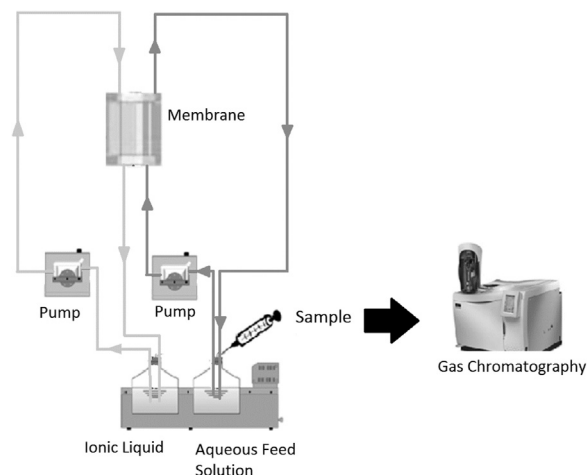 Membrane
Pump
Pump
Sample
Gas Chromatography
Ionic Liquid
Aqueous Feed
Solution